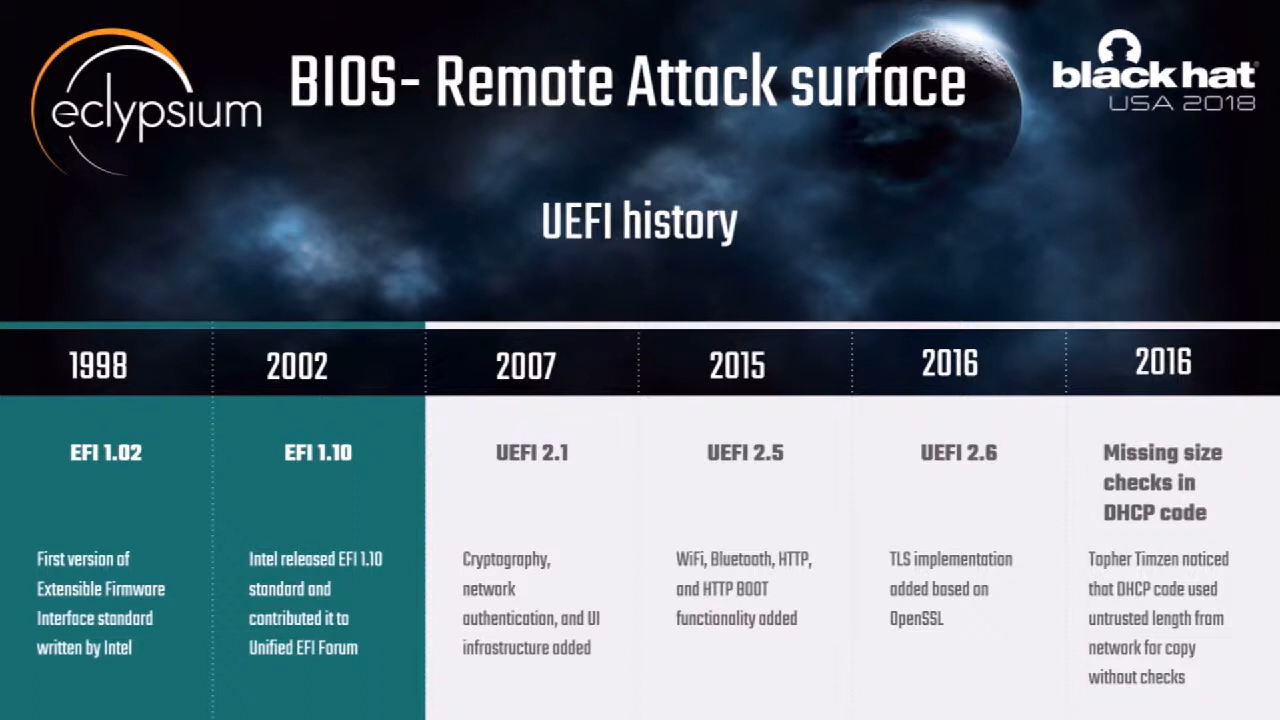 eclypsium
BIOS- Remote Attack surface
black hat
USA 2018
UEFI history
1998
2002
2007
2015
2016
2016
EFI 1.02
EFI 1.10
UEFI 2.1
UEFI 2.5
UEFI 2.6
Missing size
checks in
DHCP code
First version of
Extensible Firmware
Interface standard
written by Intel
Intel released EFI 1.10
standard and
contributed it to
Unified EFI Forum
Cryptography,
network
authentication, and UI
infrastructure added
WiFi, Bluetooth, HTTP,
and HTTP BOOT
functionality added
TLS implementation
added based on
OpenSSL
Topher Timzen noticed
that DHCP code used
untrusted length from
network for copy
without checks